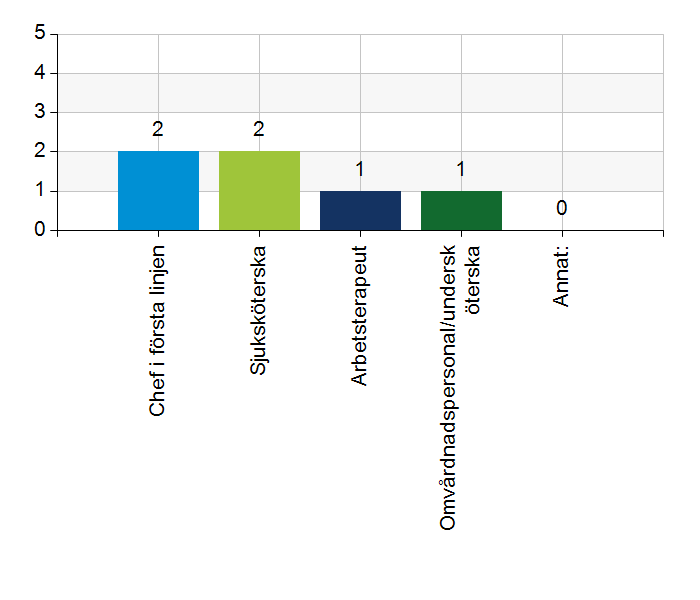 5
4
3
2
1
0
2
2
1
1
0
Chef i första linjen
Sjuksköterska
Arbetsterapeut
Omvårdnadspersonal/undersk
öterska
Annat: